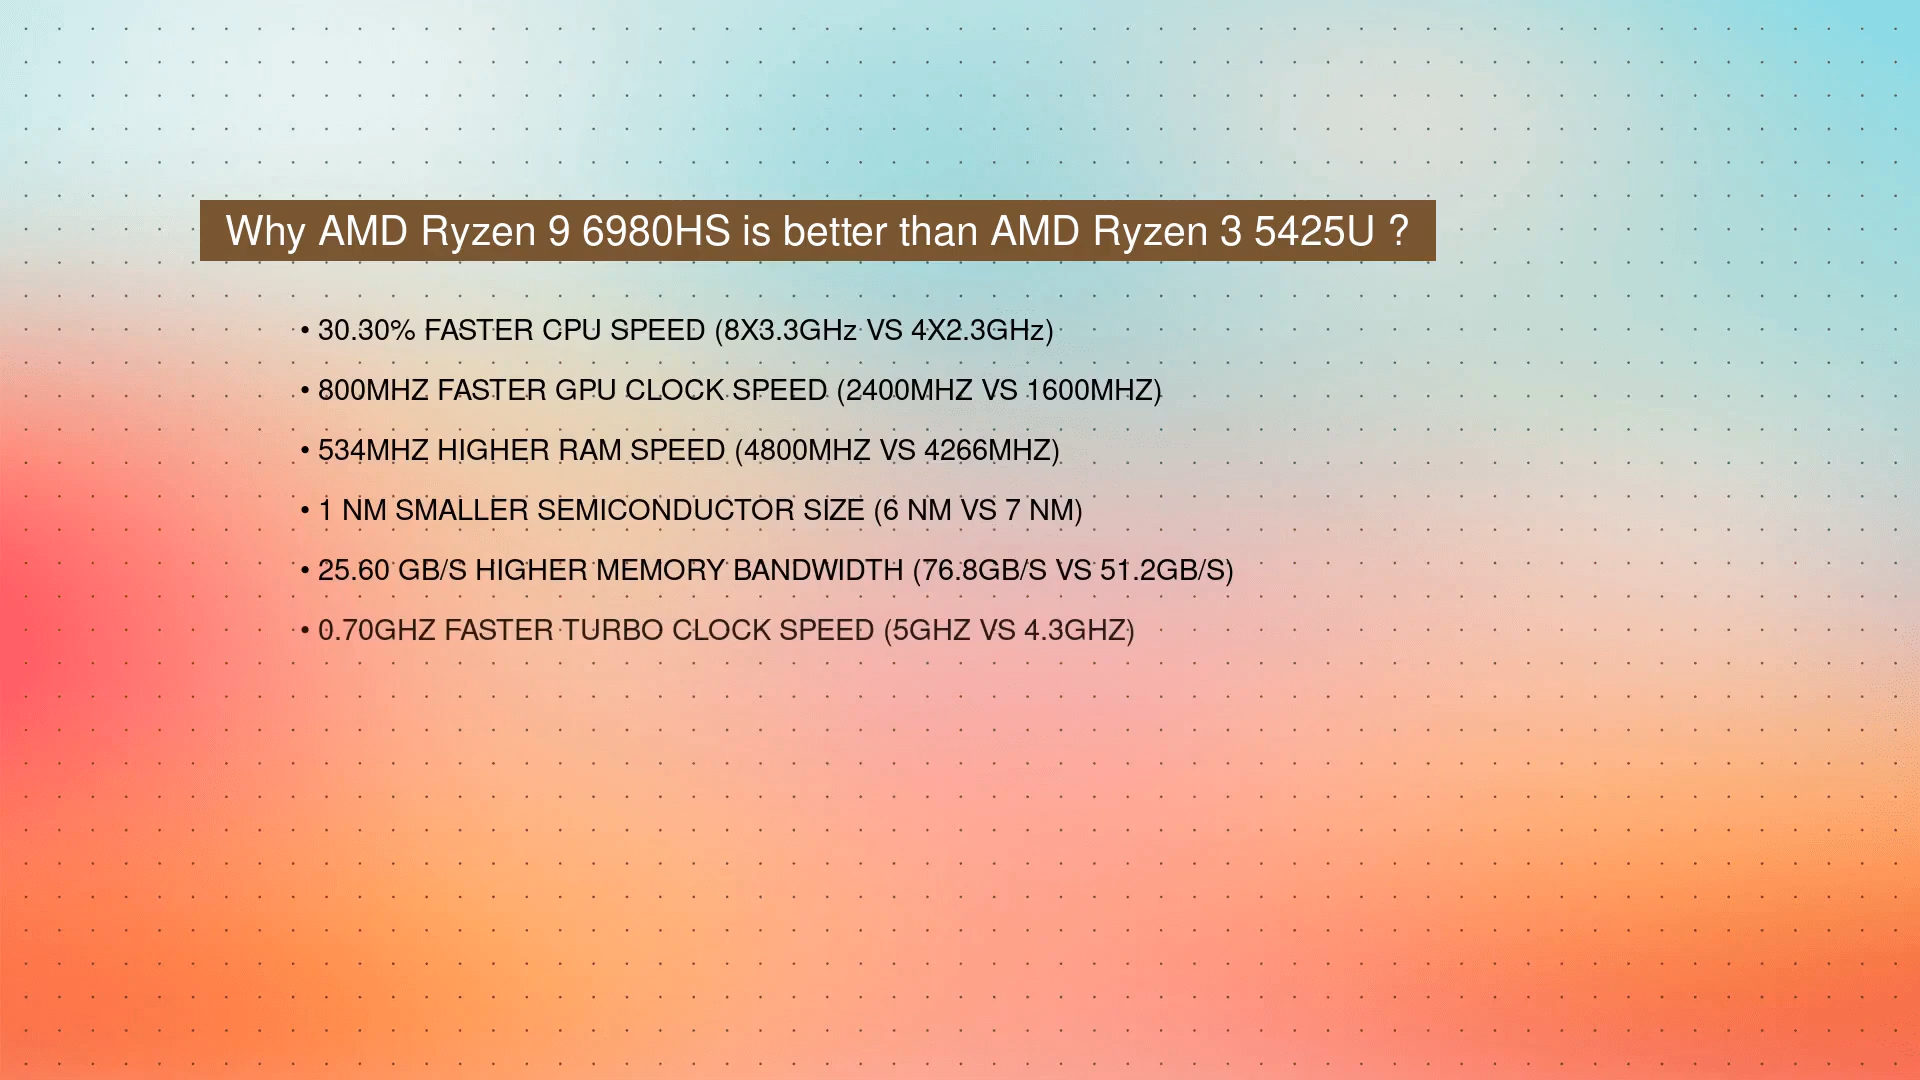 Why AMD Ryzen 9 6980HS is better than AMD Ryzen 3 5425U ?
• 30.30% FASTER CPU SPEED (8X3.3GHz VS 4X2.3GHz)
• 800MHZ FASTER GPU CLOCK SPEED (2400MHZ VS 1600MHZ)
• 534MHZ HIGHER RAM SPEED (4800MHZ VS 4266MHZ)
• 1 NM SMALLER SEMICONDUCTOR SIZE (6 NM VS 7 NM)
• 25.60 GB/S HIGHER MEMORY BANDWIDTH (76.8GB/S VS 51.2GB/S)
• 0.70GHZ FASTER TURBO CLOCK SPEED (5GHZ VS 4.3GHZ)